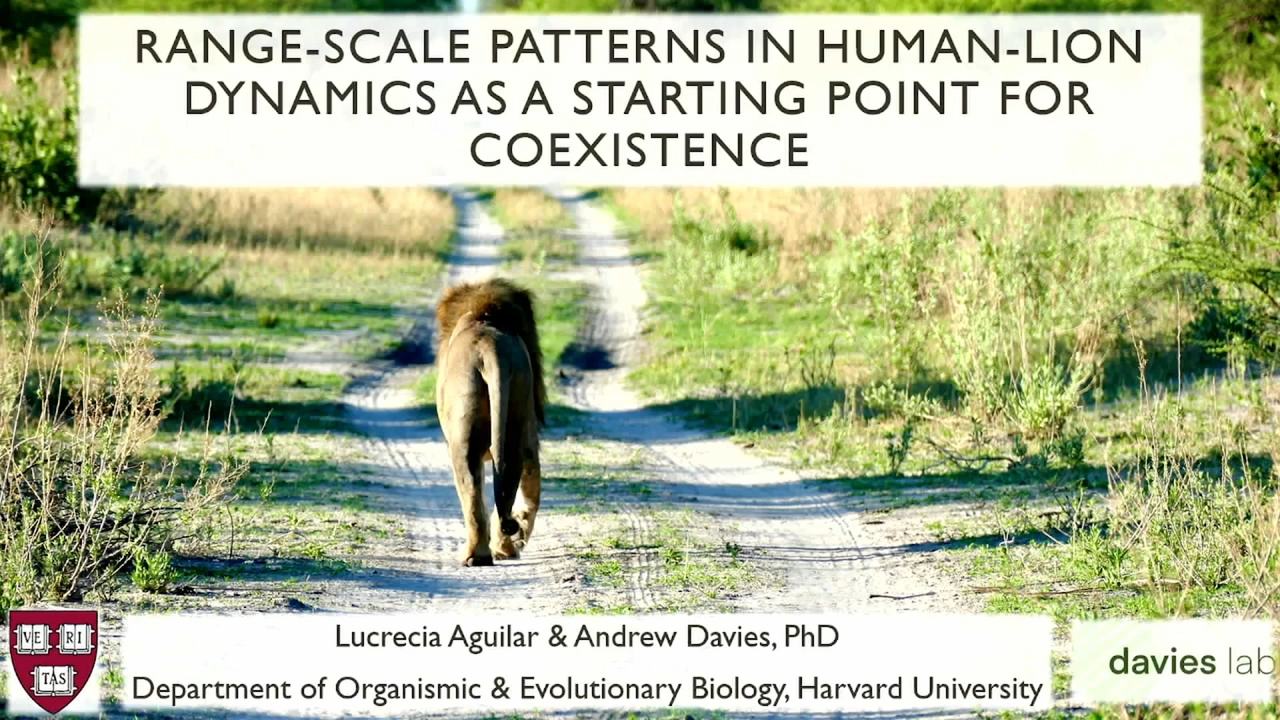 RANGE-SCALE PATTERNS IN HUMAN-LION
DYNAMICS AS A STARTING POINT FOR
COEXISTENCE
Lucrecia Aguilar & Andrew Davies, PhD
Department of Organismic & Evolutionary Biology, Harvard University
VE RI
TAS
davies lab